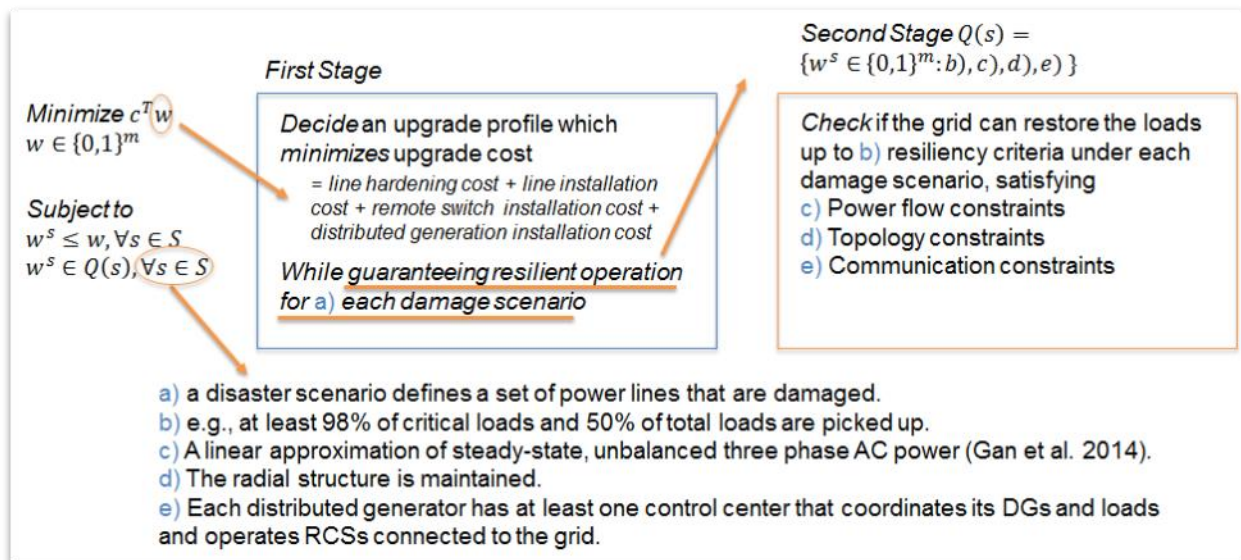 Minimize cᵀw
w ∈ {0,1}ᵐ
Subject to
wˢ ≤ w, ∀s ∈ S
wˢ ∈ Q(s), ∀s ∈ S
First Stage
Decide an upgrade profile which
minimizes upgrade cost
= line hardening cost + line installation
cost + remote switch installation cost +
distributed generation installation cost
While guaranteeing resilient operation
for a) each damage scenario
Second Stage Q(s) =
{wˢ ∈ {0,1}ᵐ: b), c), d), e) }
Check if the grid can restore the loads
up to b) resiliency criteria under each
damage scenario, satisfying
c) Power flow constraints
d) Topology constraints
e) Communication constraints
a) a disaster scenario defines a set of power lines that are damaged.
b) e.g., at least 98% of critical loads and 50% of total loads are picked up.
c) A linear approximation of steady-state, unbalanced three phase AC power (Gan et al. 2014).
d) The radial structure is maintained.
e) Each distributed generator has at least one control center that coordinates its DGs and loads
and operates RCSs connected to the grid.